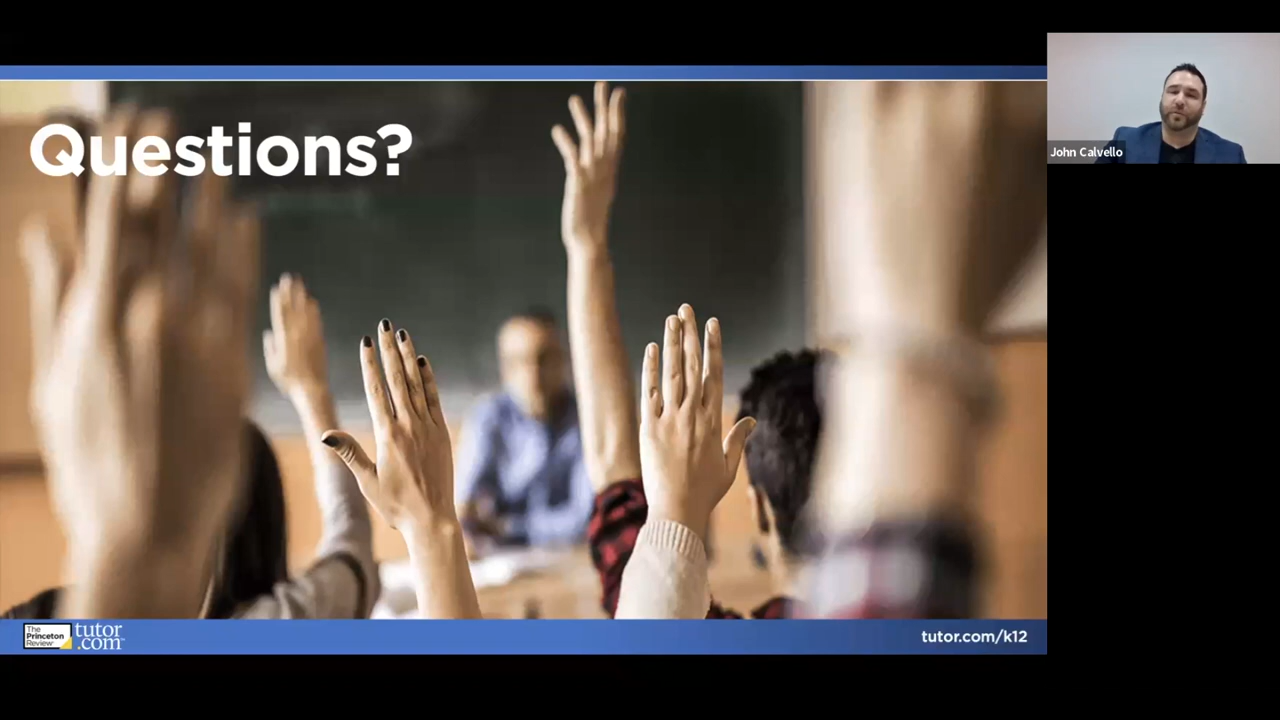 Questions?
John Calvello
The
Princeton
Review
tutor
.com
tutor.com/k12